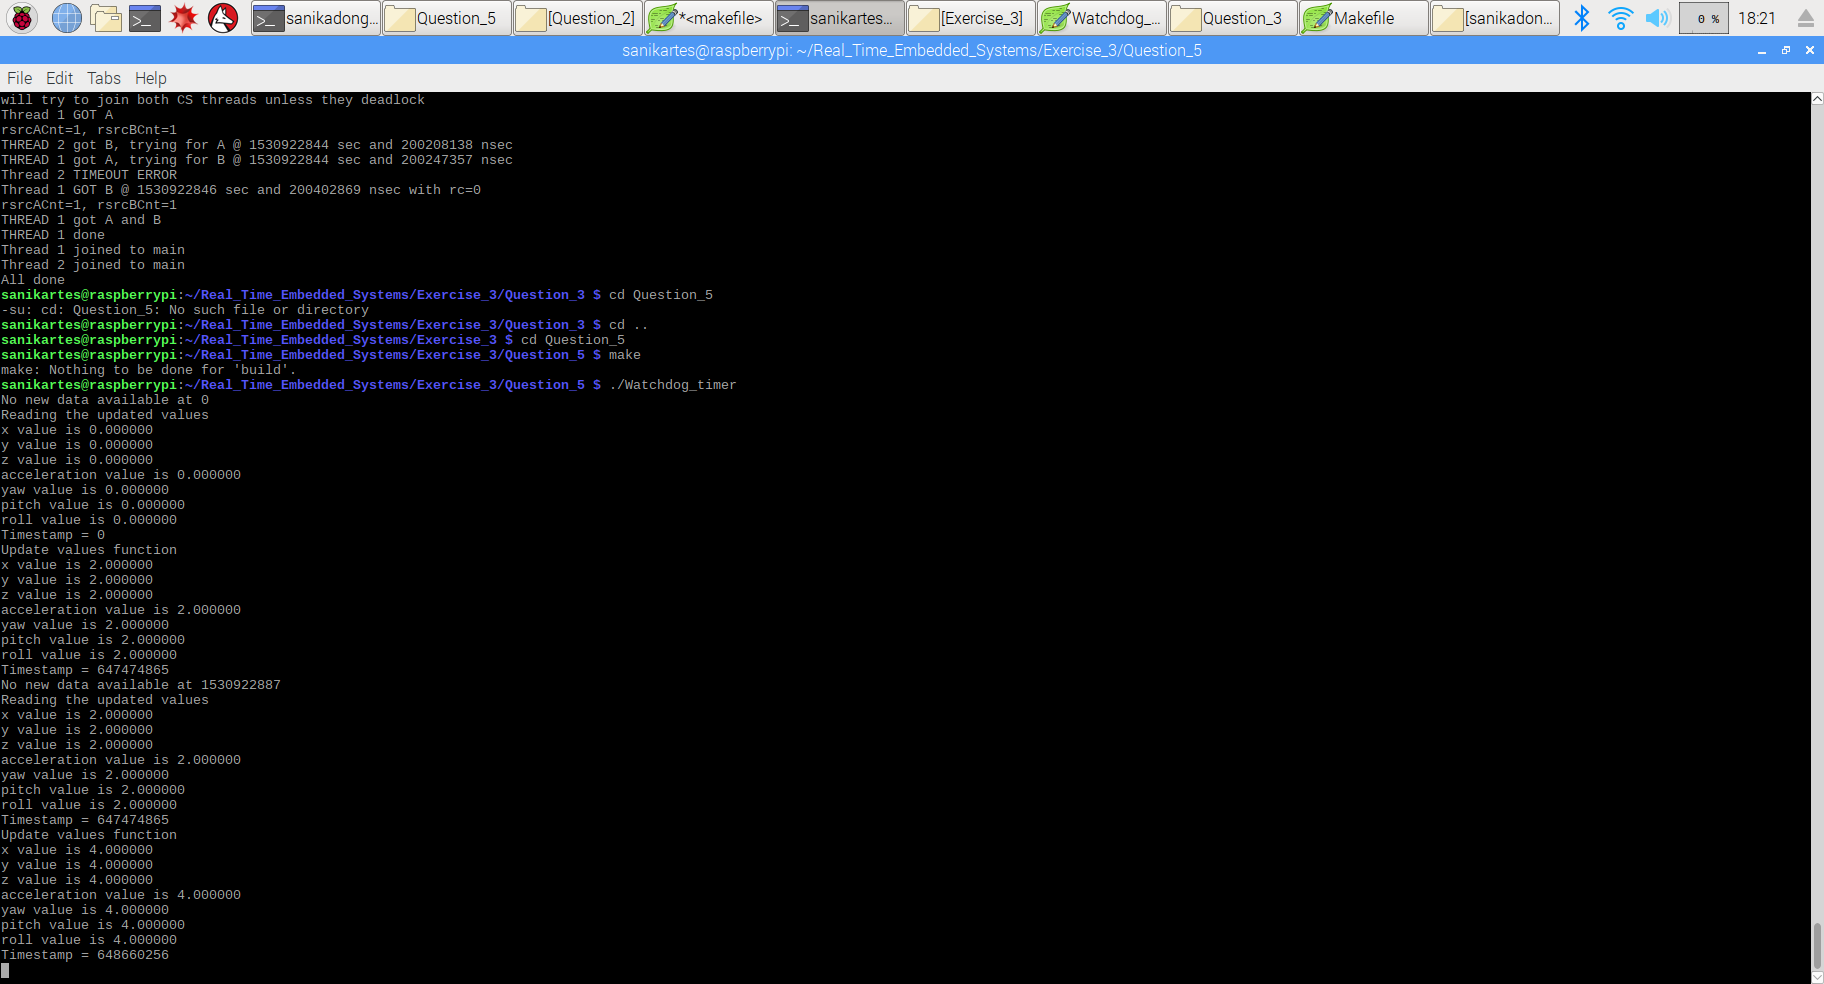 sanikadong...
Question_5
[Question_2]
*<makefile>
sanikartes...
[Exercise_3]
Watchdog_...
Question_3
Makefile
[sanikadon...
0 %
18:21
sanikartes@raspberrypi: ~/Real_Time_Embedded_Systems/Exercise_3/Question_5
File Edit Tabs Help
will try to join both CS threads unless they deadlock
Thread 1 GOT A
rsrcACnt=1, rsrcBCnt=1
THREAD 2 got B, trying for A @ 1530922844 sec and 200208138 nsec
THREAD 1 got A, trying for B @ 1530922844 sec and 200247357 nsec
Thread 2 TIMEOUT ERROR
Thread 1 GOT B @ 1530922846 sec and 200402869 nsec with rc=0
rsrcACnt=1, rsrcBCnt=1
THREAD 1 got A and B
THREAD 1 done
Thread 1 joined to main
Thread 2 joined to main
All done
sanikartes@raspberrypi:~/Real_Time_Embedded_Systems/Exercise_3/Question_3 $ cd Question_5
-su: cd: Question_5: No such file or directory
sanikartes@raspberrypi:~/Real_Time_Embedded_Systems/Exercise_3/Question_3 $ cd ..
sanikartes@raspberrypi:~/Real_Time_Embedded_Systems/Exercise_3 $ cd Question_5
sanikartes@raspberrypi:~/Real_Time_Embedded_Systems/Exercise_3/Question_5 $ make
make: Nothing to be done for 'build'.
sanikartes@raspberrypi:~/Real_Time_Embedded_Systems/Exercise_3/Question_5 $ ./Watchdog_timer
No new data available at 0
Reading the updated values
x value is 0.000000
y value is 0.000000
z value is 0.000000
acceleration value is 0.000000
yaw value is 0.000000
pitch value is 0.000000
roll value is 0.000000
Timestamp = 0
Update values function
x value is 2.000000
y value is 2.000000
z value is 2.000000
acceleration value is 2.000000
yaw value is 2.000000
pitch value is 2.000000
roll value is 2.000000
Timestamp = 647474865
No new data available at 1530922887
Reading the updated values
x value is 2.000000
y value is 2.000000
z value is 2.000000
acceleration value is 2.000000
yaw value is 2.000000
pitch value is 2.000000
roll value is 2.000000
Timestamp = 647474865
Update values function
x value is 4.000000
y value is 4.000000
z value is 4.000000
acceleration value is 4.000000
yaw value is 4.000000
pitch value is 4.000000
roll value is 4.000000
Timestamp = 648660256